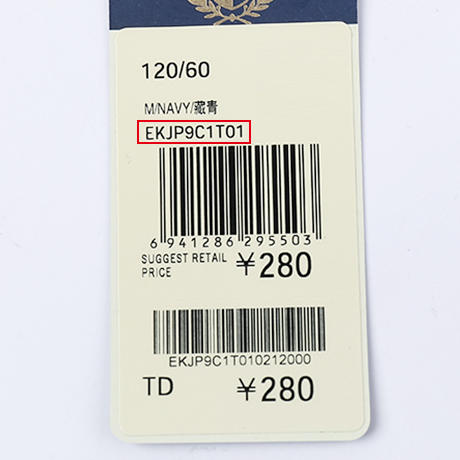 120/60
M/NAVY/藏青
EKJP9C1T01
6 941286 295503
SUGGEST RETAIL
PRICE ¥280
EKJP9C1T010212000
TD ¥280